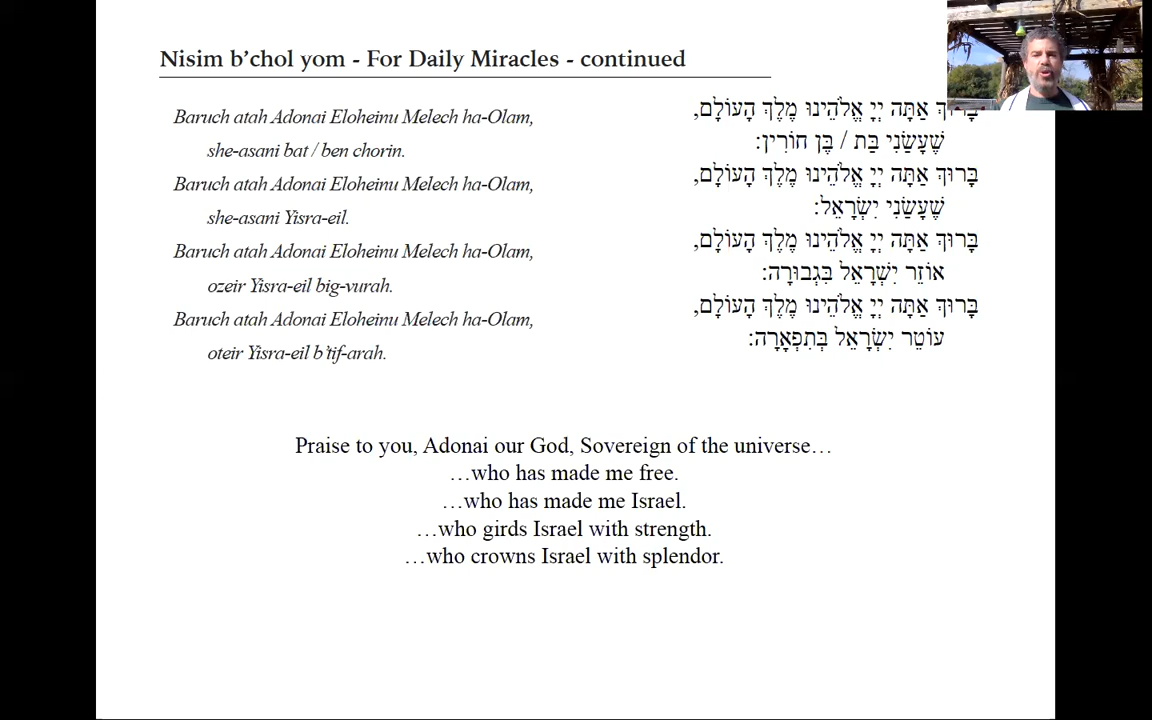 Nisim b’chol yom - For Daily Miracles - continued
Baruch atah Adonai Eloheinu Melech ha-Olam,
she-asani bat / ben chorin.
Baruch atah Adonai Eloheinu Melech ha-Olam,
she-asani Yisra-eil.
Baruch atah Adonai Eloheinu Melech ha-Olam,
ozeir Yisra-eil big-vurah.
Baruch atah Adonai Eloheinu Melech ha-Olam,
oteir Yisra-eil b’tif-arah.
בָּרוּךְ אַתָּה יְיָ אֱלֹהֵינוּ מֶלֶךְ הָעוֹלָם,
שֶׁעָשַׂנִי בַּת / בֶּן חוֹרִין:
בָּרוּךְ אַתָּה יְיָ אֱלֹהֵינוּ מֶלֶךְ הָעוֹלָם,
שֶׁעָשַׂנִי יִשְׂרָאֵל:
בָּרוּךְ אַתָּה יְיָ אֱלֹהֵינוּ מֶלֶךְ הָעוֹלָם,
אוֹזֵר יִשְׂרָאֵל בִּגְבוּרָה:
בָּרוּךְ אַתָּה יְיָ אֱלֹהֵינוּ מֶלֶךְ הָעוֹלָם,
עוֹטֵר יִשְׂרָאֵל בְּתִפְאָרָה:
Praise to you, Adonai our God, Sovereign of the universe…
…who has made me free.
…who has made me Israel.
…who girds Israel with strength.
…who crowns Israel with splendor.